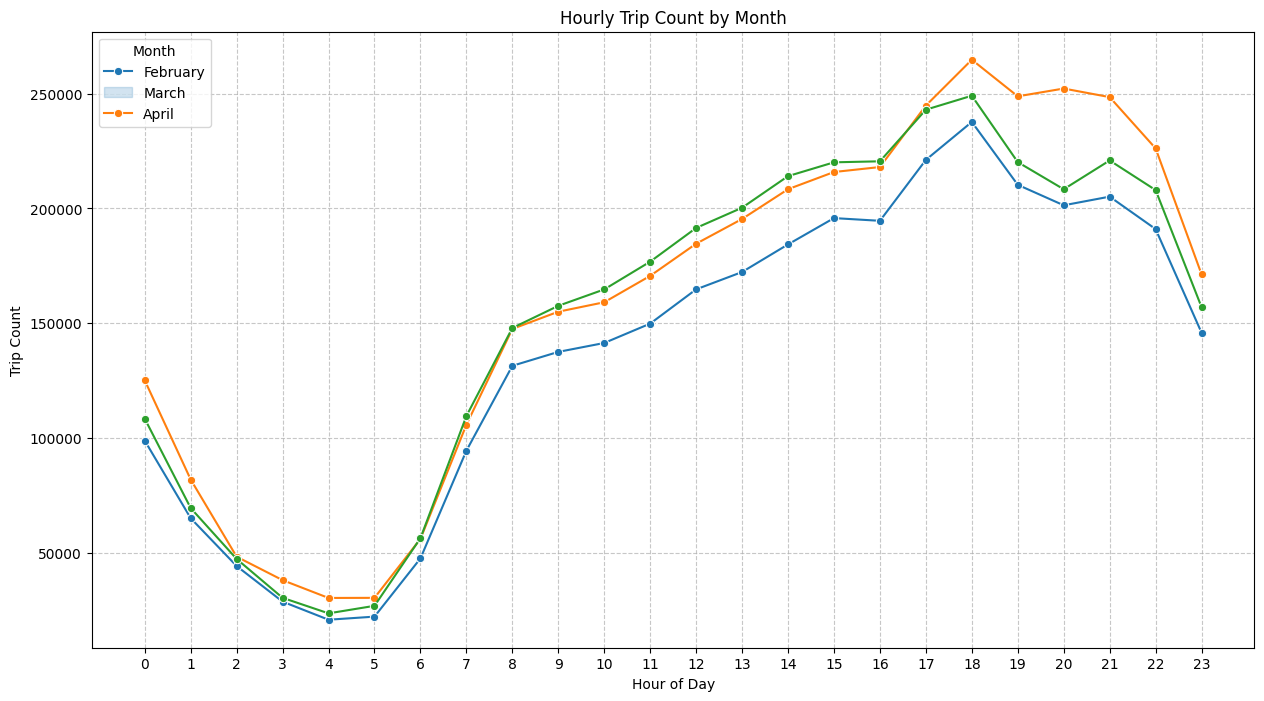 Hourly Trip Count by Month
Month
February
March
April
250000
200000
150000
100000
50000
Trip Count
0 1 2 3 4 5 6 7 8 9 10 11 12 13 14 15 16 17 18 19 20 21 22 23
Hour of Day